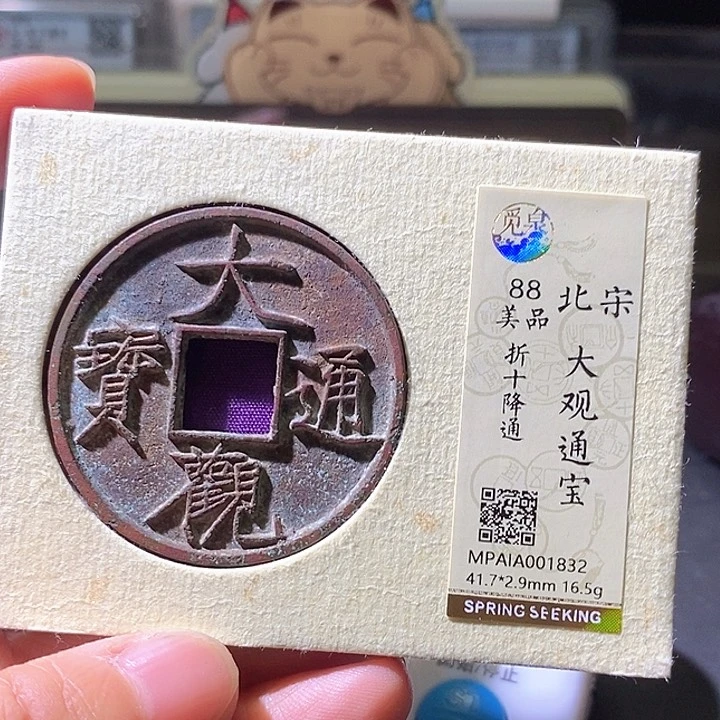 大觀通寶
觅泉
北宋
88
美品
大观通宝
折十降通
MPAIA001832
41.7*2.9mm 16.5g
SPRING SEEKING